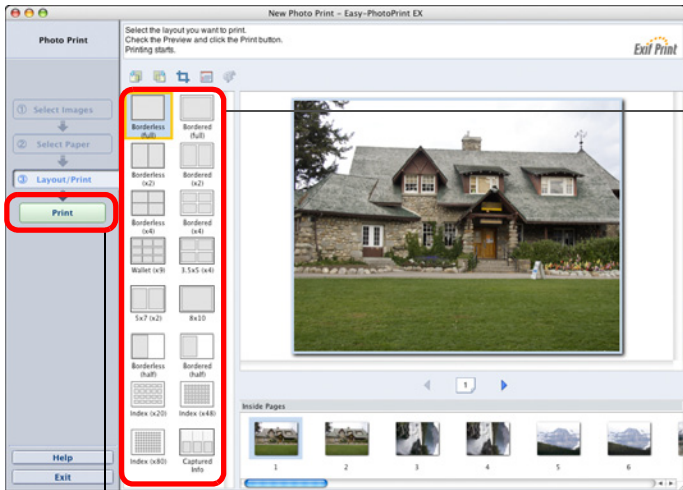 New Photo Print - Easy-PhotoPrint EX
Photo Print
Select the layout you want to print.
Check the Preview and click the Print button.
Printing starts.
Exif Print
① Select Images
② Select Paper
③ Layout/Print
Print
Borderless (full)
Bordered (full)
Borderless (x2)
Bordered (x2)
Borderless (x4)
Bordered (x4)
Wallet (x9)
3.5x5 (x4)
5x7 (x2)
8x10
Borderless (half)
Bordered (half)
Index (x20)
Index (x48)
Index (x80)
Captured Info
1
Inside Pages
1
2
3
4
5
6
Help
Exit